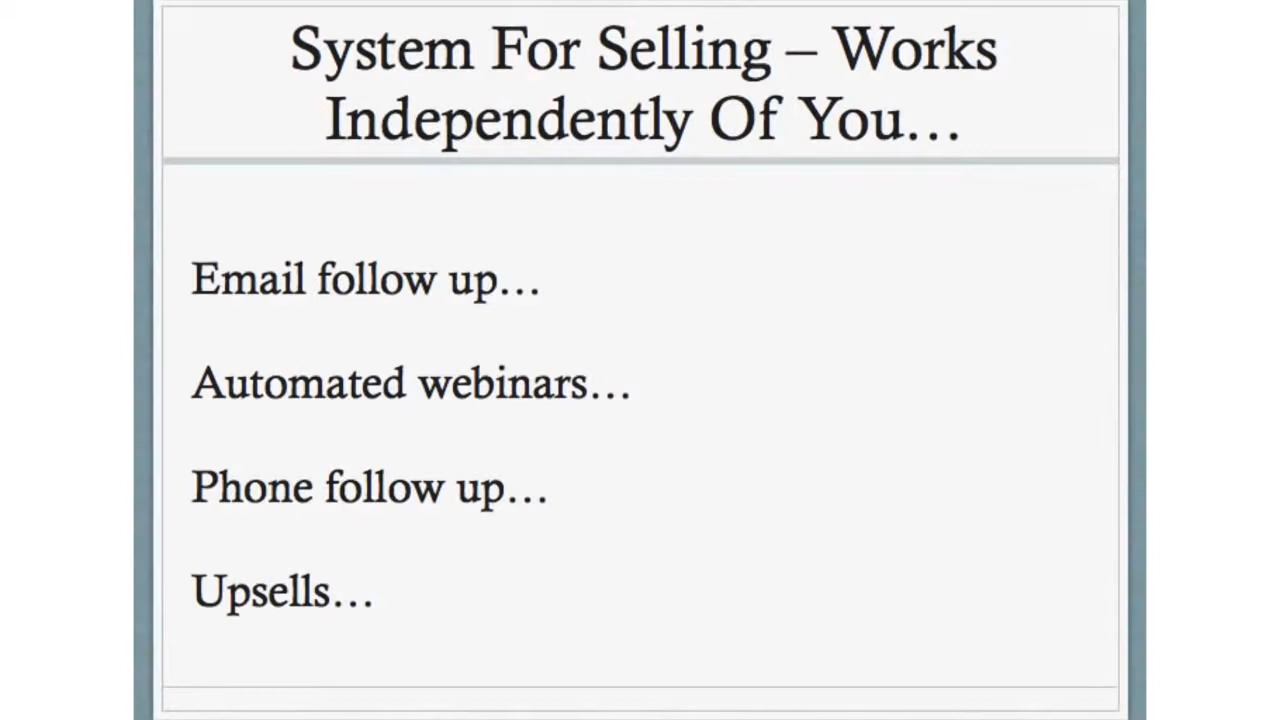 System For Selling – Works
Independently Of You…
Email follow up…
Automated webinars…
Phone follow up…
Upsells…